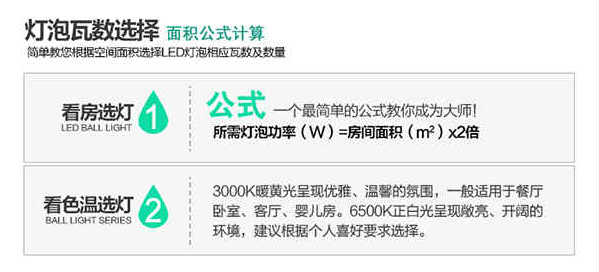 灯泡瓦数选择 面积公式计算
简单教您根据空间面积选择LED灯泡相应瓦数及数量
看房选灯
LED BALL LIGHT
1
公式 一个最简单的公式教你成为大师!
所需灯泡功率（W）=房间面积（m²）x2倍
看色温选灯
BALL LIGHT SERIES
2
3000K暖黄光呈现优雅、温馨的氛围，一般适用于餐厅
卧室、客厅、婴儿房。6500K正白光呈现敞亮、开阔的
环境，建议根据个人喜好要求选择。